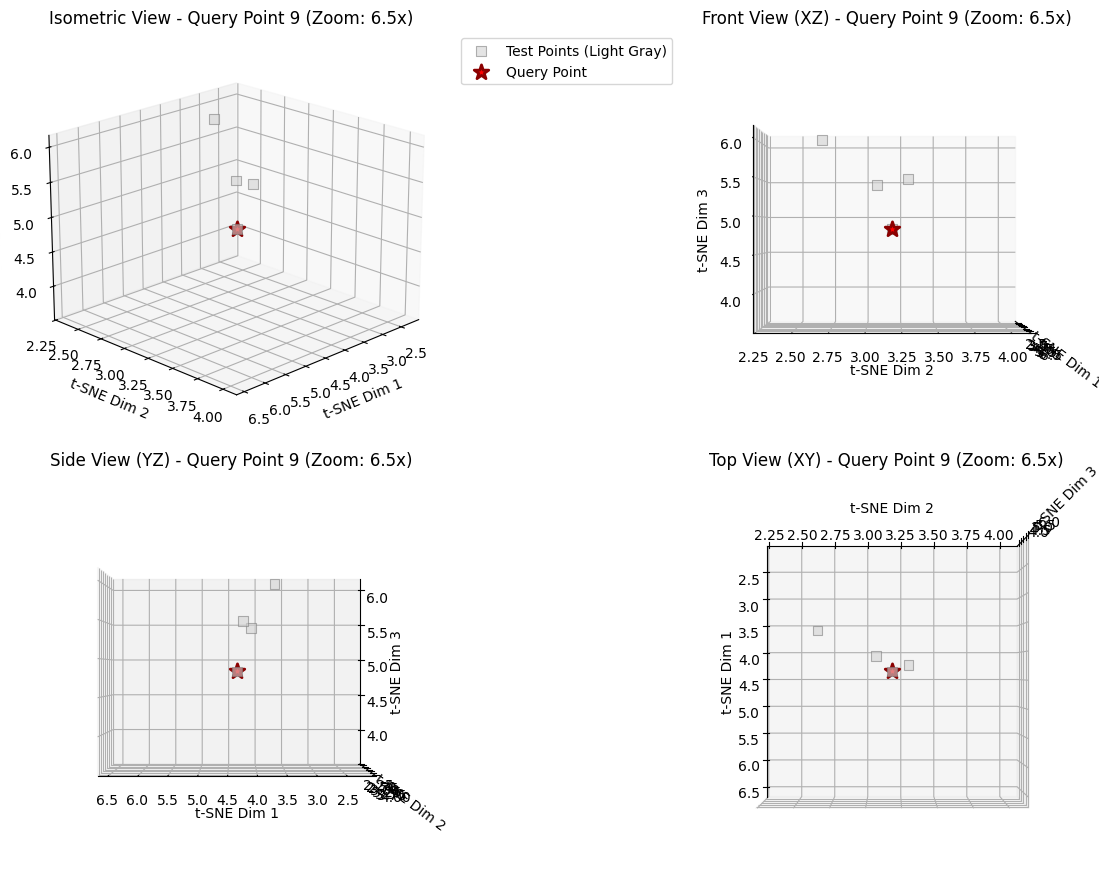 Isometric View - Query Point 9 (Zoom: 6.5x)
Front View (XZ) - Query Point 9 (Zoom: 6.5x)
Test Points (Light Gray)
Query Point
6.0
5.5
5.0
4.5
4.0
2.25
2.50
2.75
3.00
3.25
3.50
3.75
4.00
t-SNE Dim 2
6.5
6.0
5.5
5.0
4.5
4.0
3.5
3.0
2.5
t-SNE Dim 1
6.0
5.5
5.0
4.5
4.0
t-SNE Dim 3
2.25 2.50 2.75 3.00 3.25 3.50 3.75 4.00
t-SNE Dim 2
t-SNE Dim 1
Side View (YZ) - Query Point 9 (Zoom: 6.5x)
Top View (XY) - Query Point 9 (Zoom: 6.5x)
6.0
5.5
5.0
4.5
4.0
t-SNE Dim 3
6.5 6.0 5.5 5.0 4.5 4.0 3.5 3.0 2.5
t-SNE Dim 1
t-SNE Dim 2
t-SNE Dim 2
2.25 2.50 2.75 3.00 3.25 3.50 3.75 4.00
t-SNE Dim 3
2.5
3.0
3.5
4.0
4.5
5.0
5.5
6.0
6.5
t-SNE Dim 1